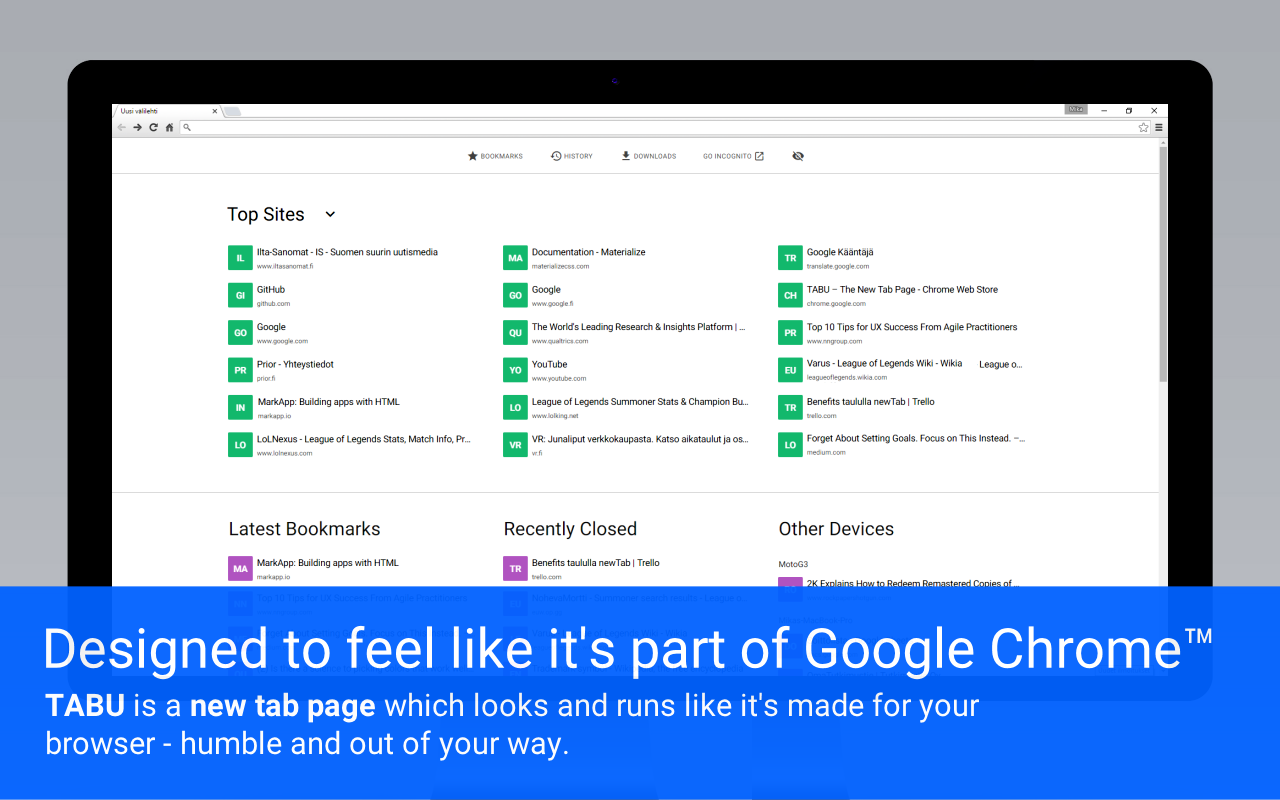 Uusi välilehti
Mika
BOOKMARKS
HISTORY
DOWNLOADS
GO INCOGNITO
Top Sites
IL
Ilta-Sanomat - IS - Suomen suurin uutismedia
www.iltasanomat.fi
GI
GitHub
github.com
GO
Google
www.google.com
PR
Prior - Yhteystiedot
prior.fi
IN
MarkApp: Building apps with HTML
markapp.io
LO
LoLNexus - League of Legends Stats, Match Info, Pr...
www.lolnexus.com
MA
Documentation - Materialize
materializecss.com
GO
Google
www.google.fi
QU
The World's Leading Research & Insights Platform | ...
www.qualtrics.com
YO
YouTube
www.youtube.com
LO
League of Legends Summoner Stats & Champion Bu...
www.lolking.net
VR
VR: Junaliput verkkokaupasta. Katso aikataulut ja os...
vr.fi
TR
Google Kääntäjä
translate.google.com
CH
TABU – The New Tab Page - Chrome Web Store
chrome.google.com
PR
Top 10 Tips for UX Success From Agile Practitioners
www.nngroup.com
EU
Varus - League of Legends Wiki - Wikia League o...
leagueoflegends.wikia.com
TR
Benefits taululla newTab | Trello
trello.com
LO
Forget About Setting Goals. Focus on This Instead. –...
medium.com
Latest Bookmarks
MA
MarkApp: Building apps with HTML
markapp.io
Top 10 Tips for UX Success From Agile Practitioners
Recently Closed
TR
Benefits taululla newTab | Trello
trello.com
Other Devices
MotoG3
2K Explains How to Redeem Remastered Copies of ...
Designed to feel like it's part of Google Chrome™
TABU is a new tab page which looks and runs like it's made for your
browser - humble and out of your way.